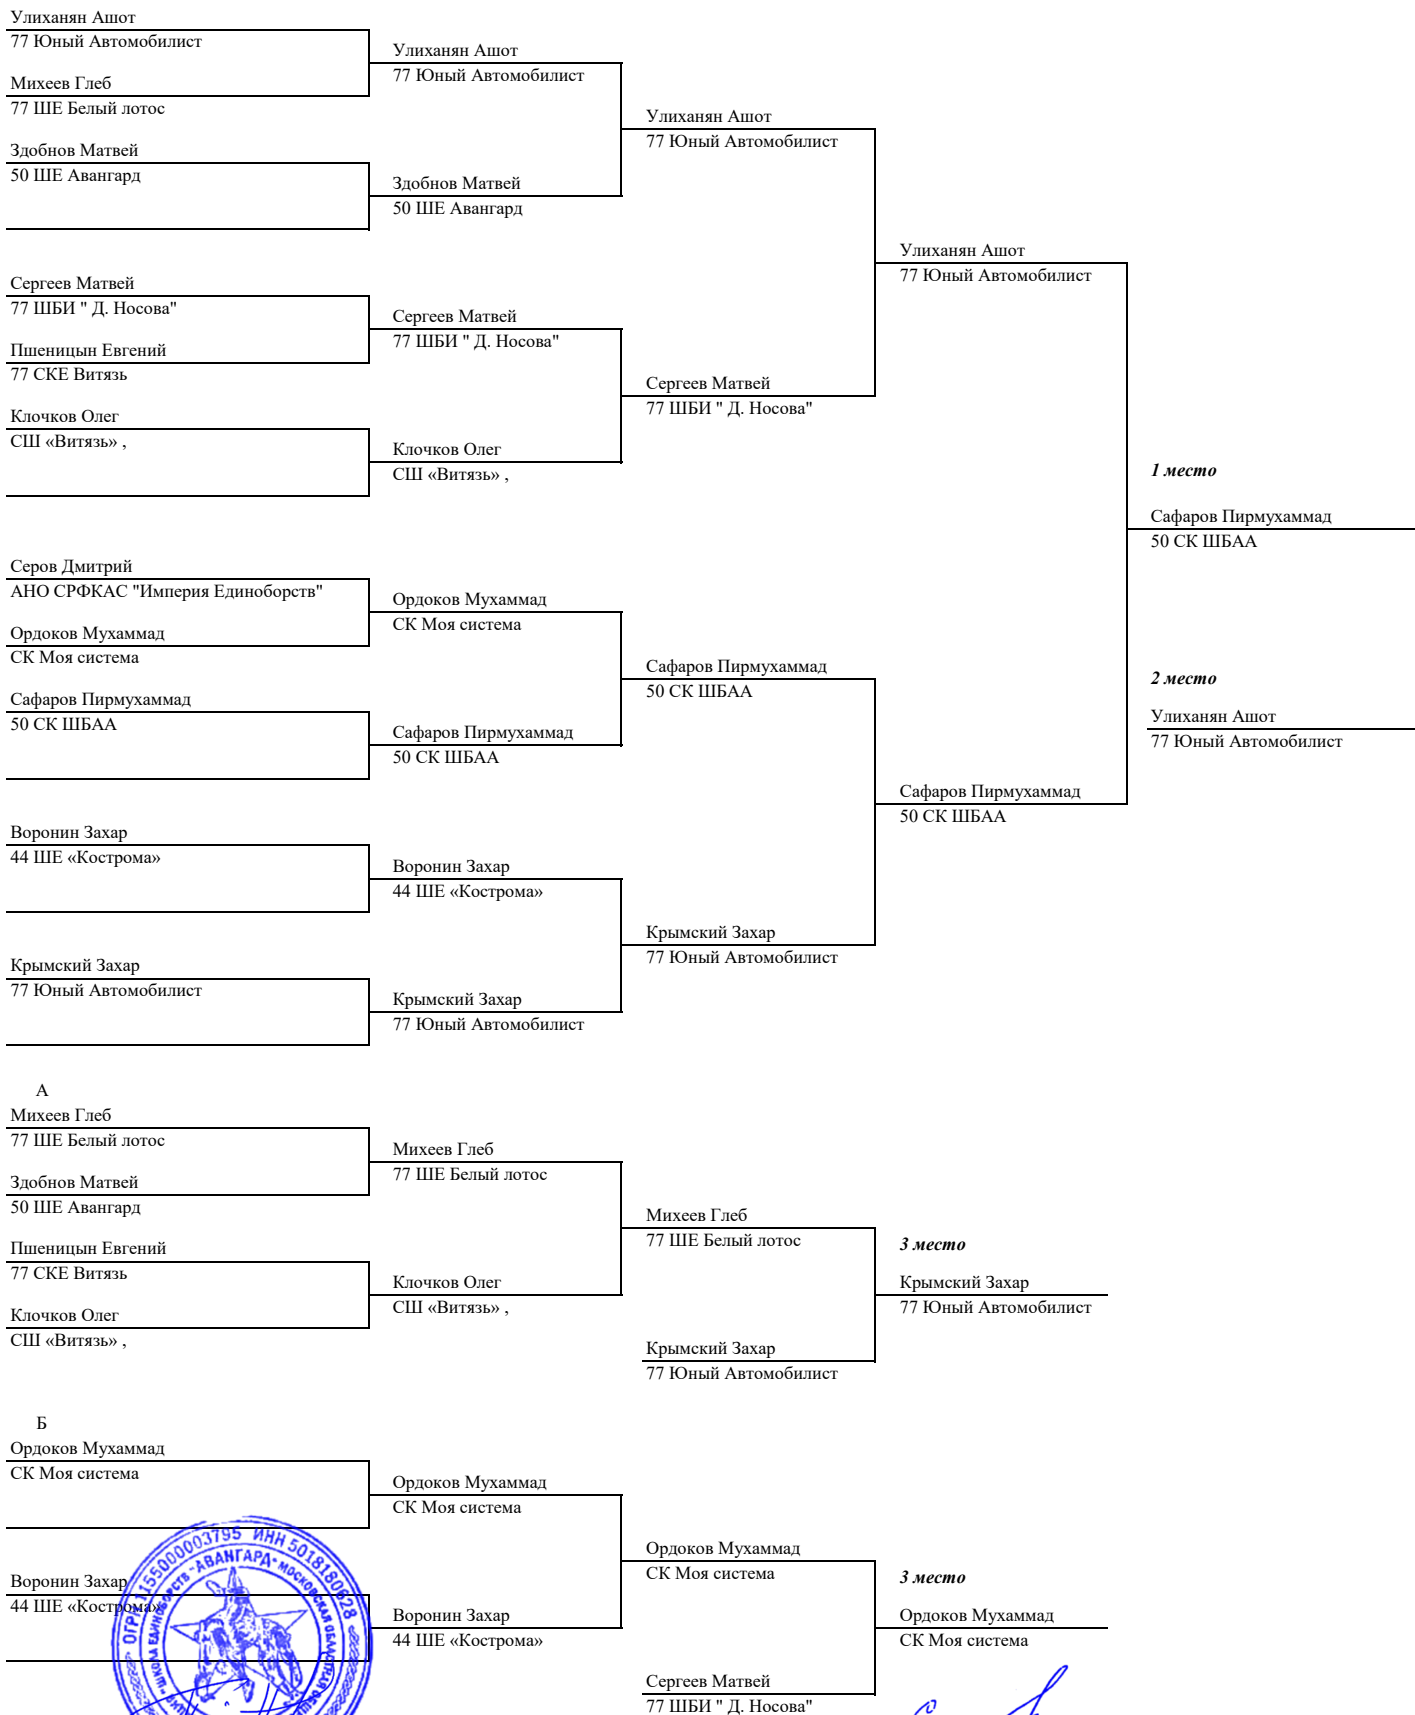 Улиханян Ашот
77 Юный Автомобилист
Михеев Глеб
77 ШЕ Белый лотос
Здобнов Матвей
50 ШЕ Авангард
Сергеев Матвей
77 ШБИ " Д. Носова"
Пшеницын Евгений
77 СКЕ Витязь
Клочков Олег
СШ «Витязь» ,
Серов Дмитрий
АНО СРФКАС "Империя Единоборств"
Ордоков Мухаммад
СК Моя система
Сафаров Пирмухаммад
50 СК ШБАА
Воронин Захар
44 ШЕ «Кострома»
Крымский Захар
77 Юный Автомобилист
Улиханян Ашот
77 Юный Автомобилист
Здобнов Матвей
50 ШЕ Авангард
Сергеев Матвей
77 ШБИ " Д. Носова"
Клочков Олег
СШ «Витязь» ,
Ордоков Мухаммад
СК Моя система
Сафаров Пирмухаммад
50 СК ШБАА
Воронин Захар
44 ШЕ «Кострома»
Крымский Захар
77 Юный Автомобилист
Улиханян Ашот
77 Юный Автомобилист
Сергеев Матвей
77 ШБИ " Д. Носова"
Сафаров Пирмухаммад
50 СК ШБАА
Крымский Захар
77 Юный Автомобилист
Улиханян Ашот
77 Юный Автомобилист
Сафаров Пирмухаммад
50 СК ШБАА
1 место
Сафаров Пирмухаммад
50 СК ШБАА
2 место
Улиханян Ашот
77 Юный Автомобилист
А
Михеев Глеб
77 ШЕ Белый лотос
Здобнов Матвей
50 ШЕ Авангард
Пшеницын Евгений
77 СКЕ Витязь
Клочков Олег
СШ «Витязь» ,
Михеев Глеб
77 ШЕ Белый лотос
Клочков Олег
СШ «Витязь» ,
Михеев Глеб
77 ШЕ Белый лотос
Крымский Захар
77 Юный Автомобилист
3 место
Крымский Захар
77 Юный Автомобилист
Б
Ордоков Мухаммад
СК Моя система
Воронин Захар
44 ШЕ «Кострома»
Ордоков Мухаммад
СК Моя система
Воронин Захар
44 ШЕ «Кострома»
Ордоков Мухаммад
СК Моя система
Сергеев Матвей
77 ШБИ " Д. Носова"
3 место
Ордоков Мухаммад
СК Моя система
ОГРН 1155000003795 ИНН 5018180628
"ШКОЛА ЕДИНОБОРСТВ "АВАНГАРД" МОСКОВСКАЯ ОБЛАСТНАЯ